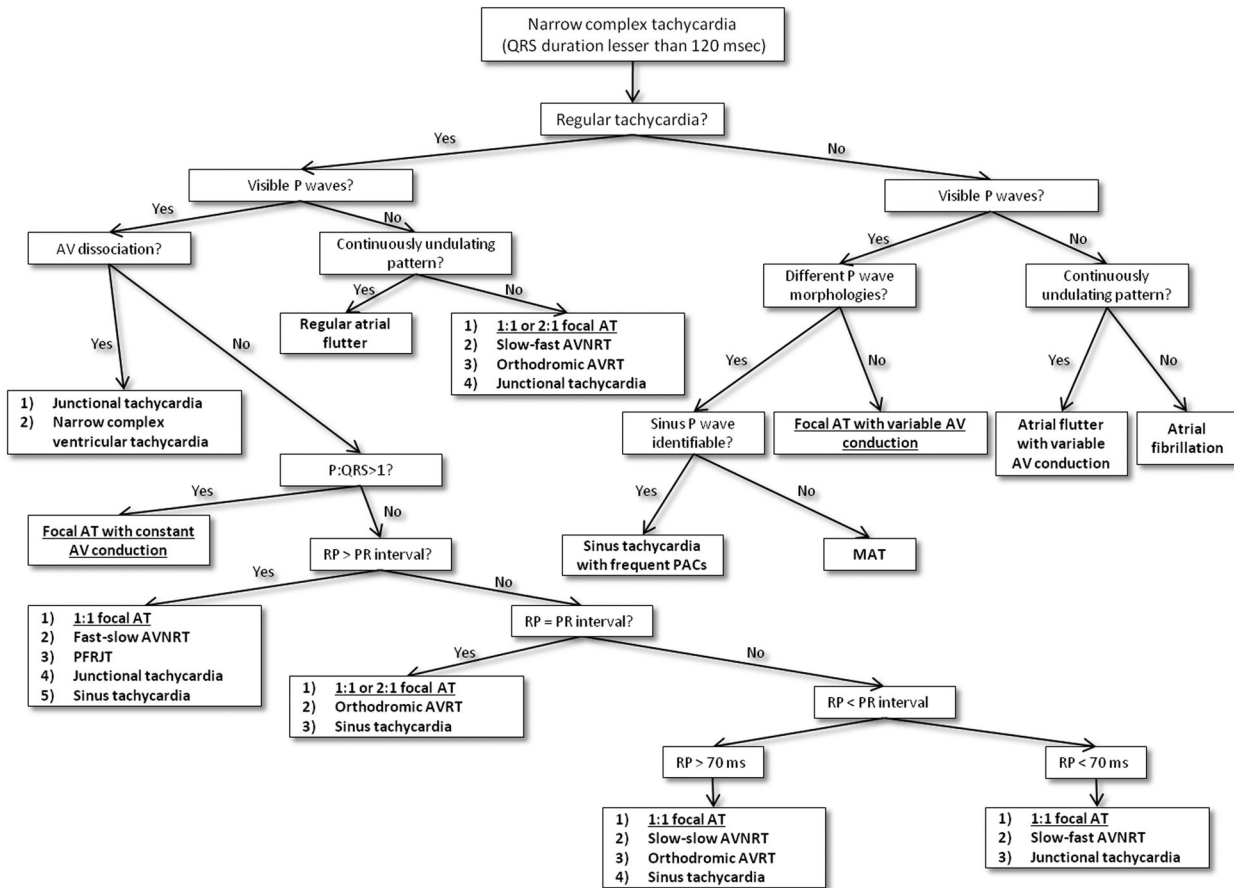 Narrow complex tachycardia
(QRS duration lesser than 120 msec)
Regular tachycardia?
Yes
No
Visible P waves?
Visible P waves?
Yes
No
Yes
No
AV dissociation?
Continuously undulating
pattern?
Different P wave
morphologies?
Continuously
undulating pattern?
Yes
No
Regular atrial
flutter
1) 1:1 or 2:1 focal AT
2) Slow-fast AVNRT
3) Orthodromic AVRT
4) Junctional tachycardia
Yes
No
Yes
No
Yes
No
1) Junctional tachycardia
2) Narrow complex
ventricular tachycardia
Sinus P wave
identifiable?
Focal AT with variable AV
conduction
Atrial flutter
with variable
AV conduction
Atrial
fibrillation
P:QRS>1?
Yes
No
Yes
No
Focal AT with constant
AV conduction
RP > PR interval?
Sinus tachycardia
with frequent PACs
MAT
Yes
No
1) 1:1 focal AT
2) Fast-slow AVNRT
3) PFRJT
4) Junctional tachycardia
5) Sinus tachycardia
RP = PR interval?
Yes
No
1) 1:1 or 2:1 focal AT
2) Orthodromic AVRT
3) Sinus tachycardia
RP < PR interval
RP > 70 ms
RP < 70 ms
1) 1:1 focal AT
2) Slow-slow AVNRT
3) Orthodromic AVRT
4) Sinus tachycardia
1) 1:1 focal AT
2) Slow-fast AVNRT
3) Junctional tachycardia